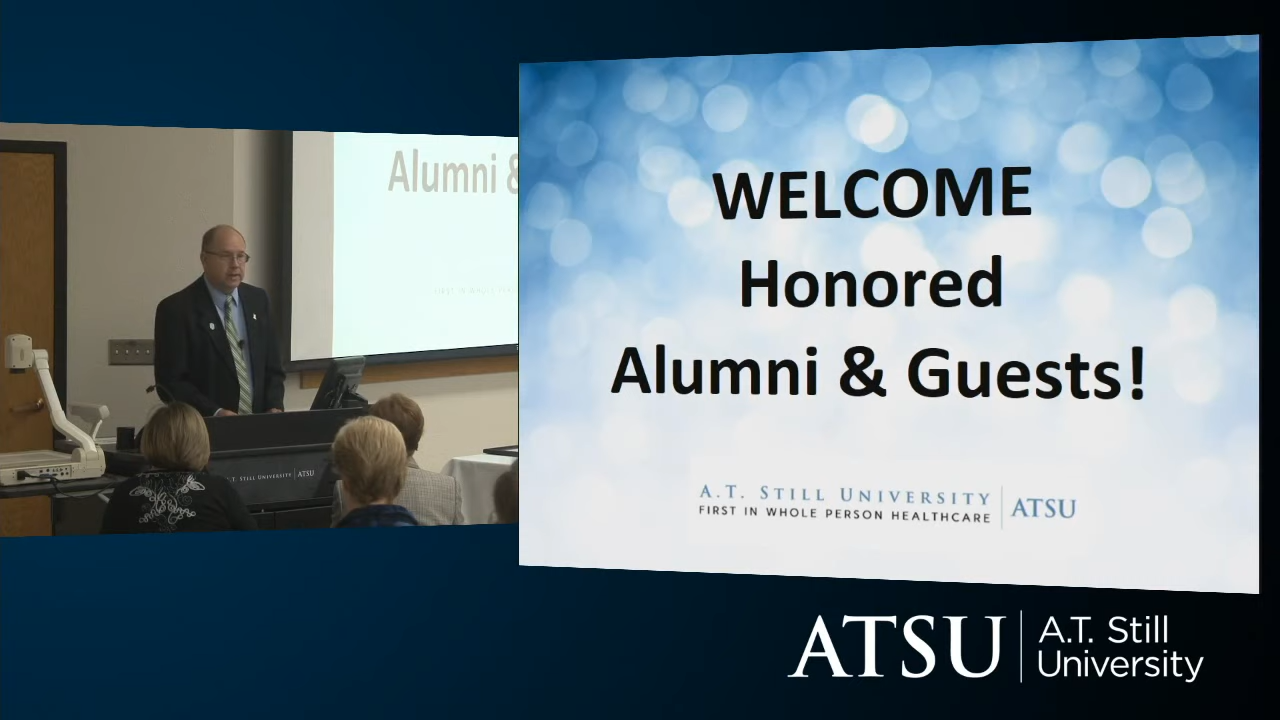 Alumni &
A.T. STILL UNIVERSITY | ATSU
WELCOME
Honored
Alumni & Guests!
A.T. STILL UNIVERSITY | ATSU
FIRST IN WHOLE PERSON HEALTHCARE
ATSU | A.T. Still
University